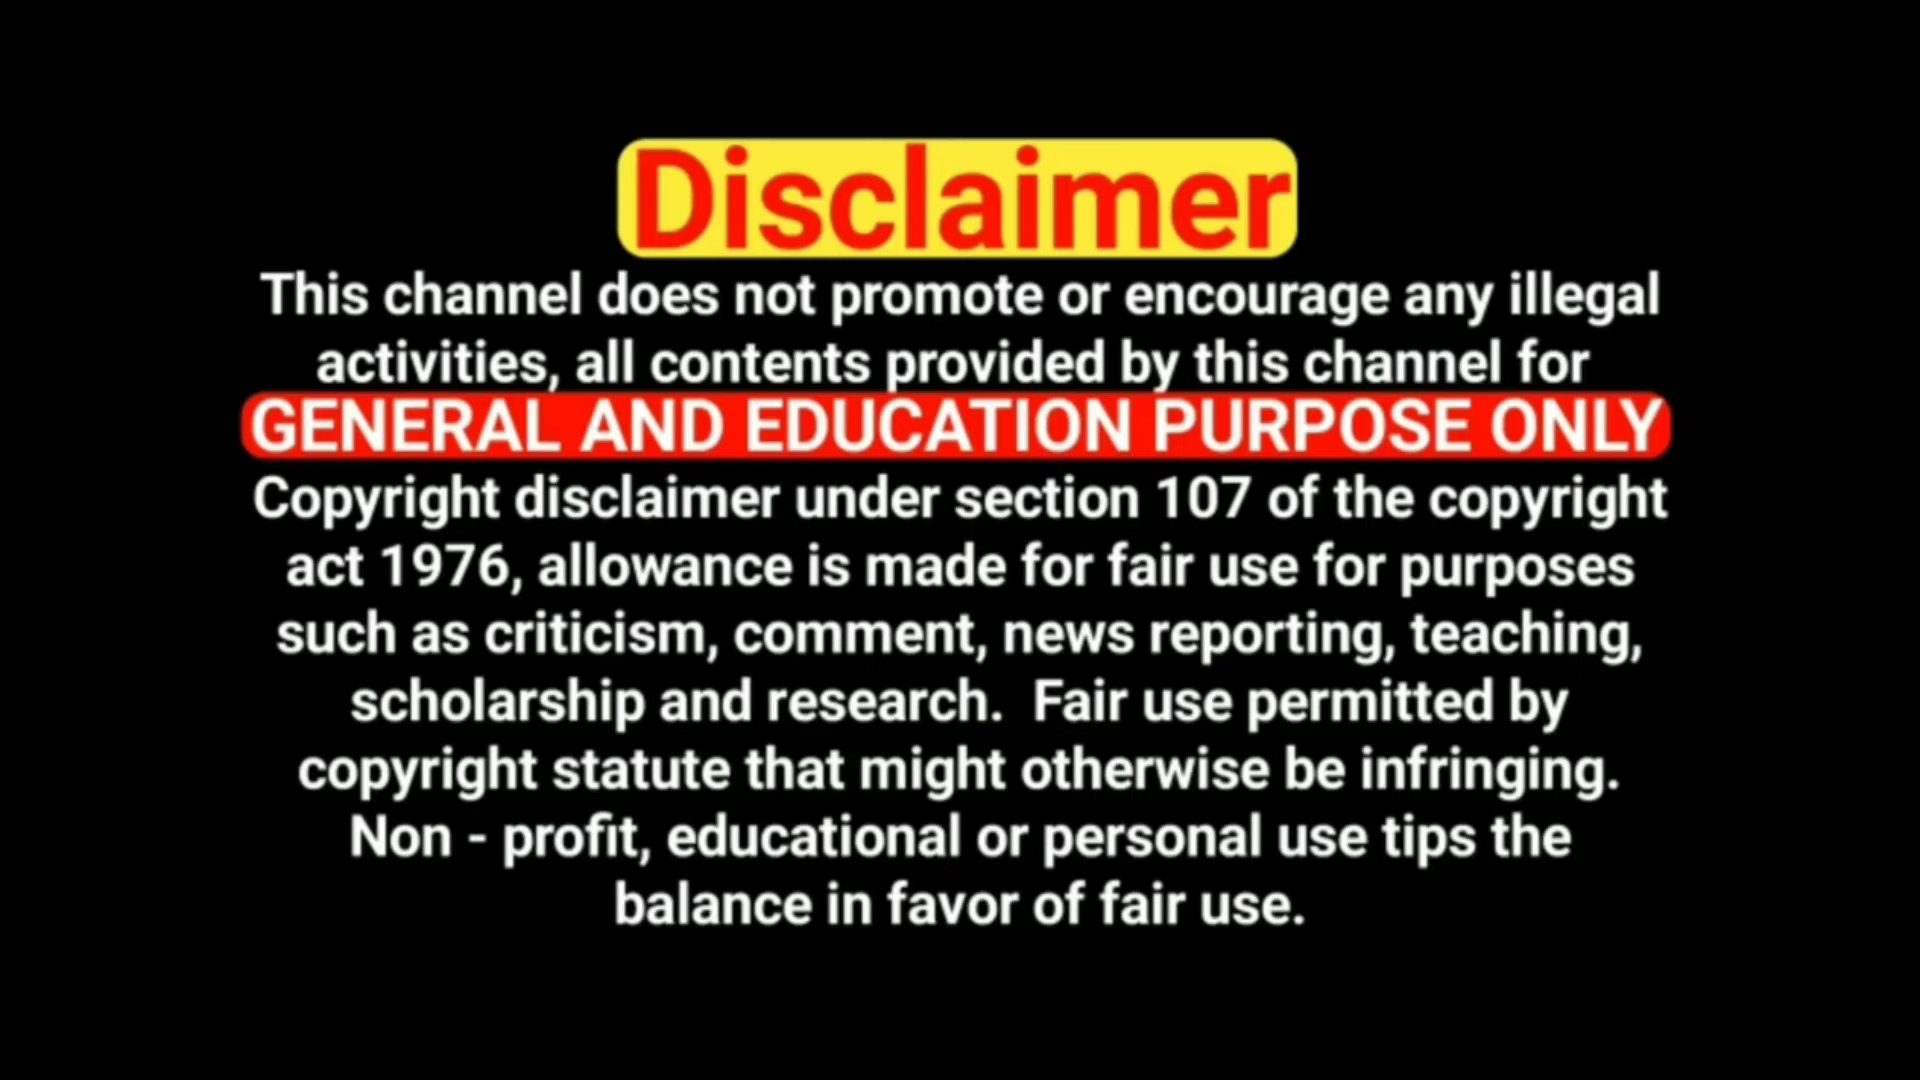 Disclaimer
This channel does not promote or encourage any illegal
activities, all contents provided by this channel for
GENERAL AND EDUCATION PURPOSE ONLY
Copyright disclaimer under section 107 of the copyright
act 1976, allowance is made for fair use for purposes
such as criticism, comment, news reporting, teaching,
scholarship and research.  Fair use permitted by
copyright statute that might otherwise be infringing.
Non - profit, educational or personal use tips the
balance in favor of fair use.